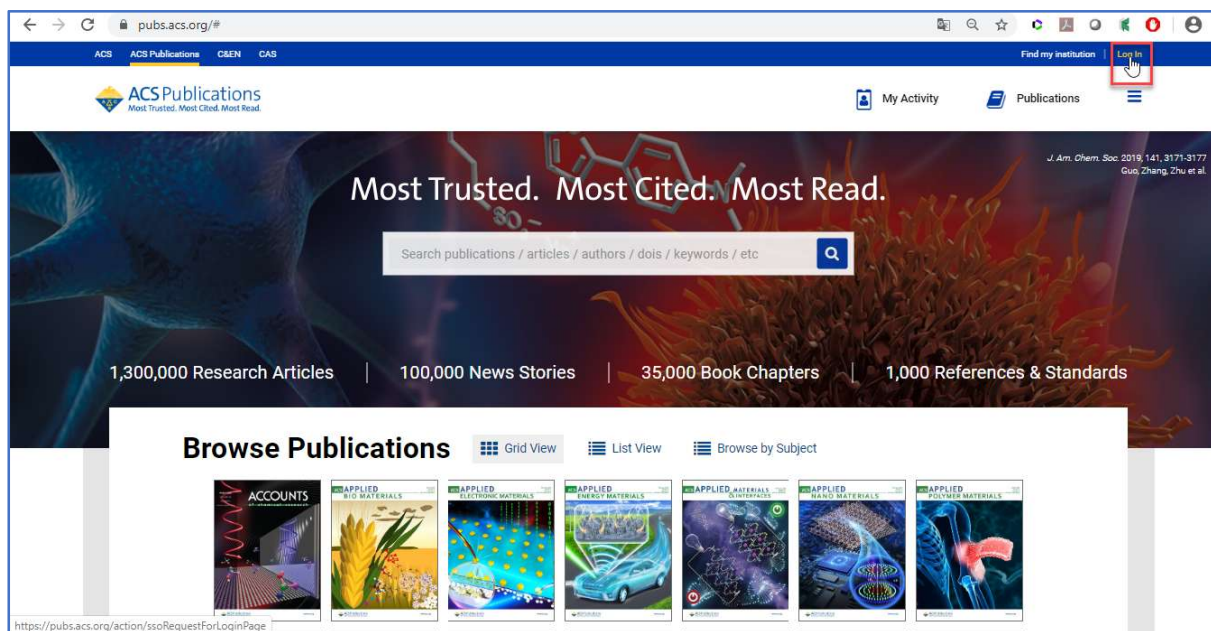 pubs.acs.org/#
ACS ACS Publications C&EN CAS Find my institution | Log In
ACS Publications
Most Trusted. Most Cited. Most Read.
My Activity Publications
J. Am. Chem. Soc. 2019, 141, 3171-3177
Guo, Zhang, Zhu et al.
Most Trusted. Most Cited. Most Read.
SO₃⁻
N
Search publications / articles / authors / dois / keywords / etc
1,300,000 Research Articles | 100,000 News Stories | 35,000 Book Chapters | 1,000 References & Standards
Browse Publications Grid View List View Browse by Subject
ACCOUNTS
APPLIED
BIO MATERIALS
APPLIED
ELECTRONIC MATERIALS
APPLIED
ENERGY MATERIALS
APPLIED MATERIALS
& INTERFACES
APPLIED
NANO MATERIALS
APPLIED
POLYMER MATERIALS
https://pubs.acs.org/action/ssoRequestForLoginPage